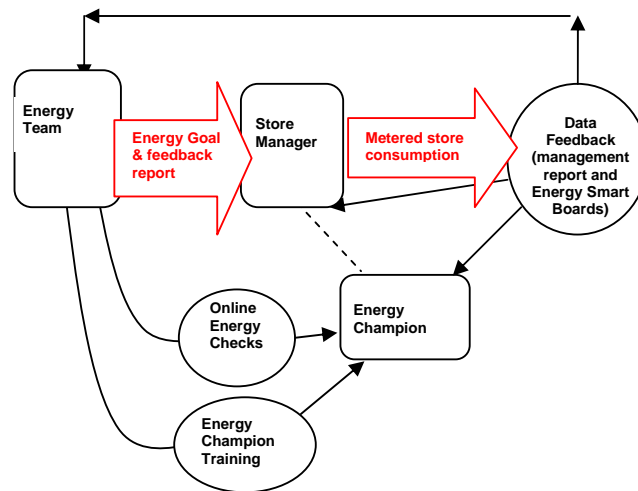 Energy
Team
Energy Goal
& feedback
report
Store
Manager
Metered store
consumption
Data
Feedback
(management
report and
Energy Smart
Boards)
Online
Energy
Checks
Energy
Champion
Energy
Champion
Training